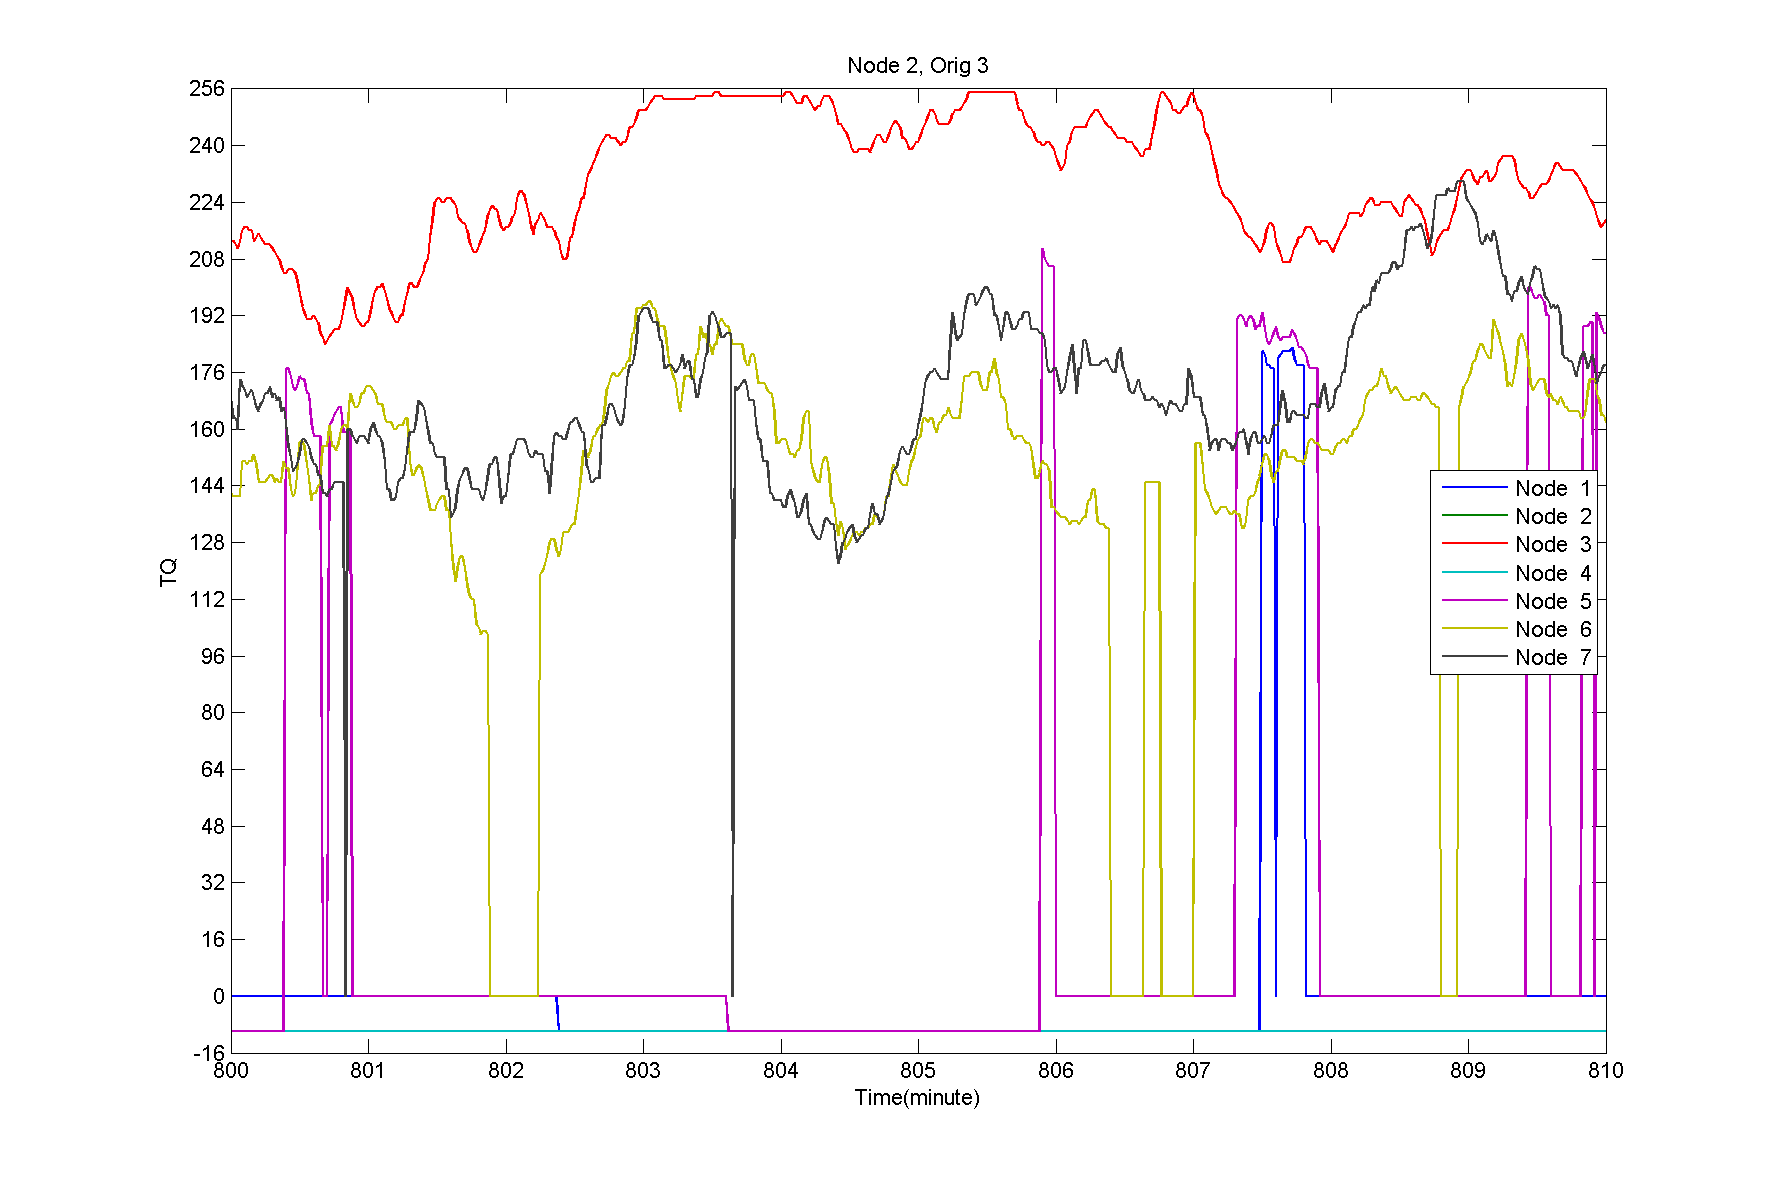 Node 2, Orig 3
256
240
224
208
192
176
160
144
128
112
96
80
64
48
32
16
0
-16
TQ
Node 1
Node 2
Node 3
Node 4
Node 5
Node 6
Node 7
800 801 802 803 804 805 806 807 808 809 810
Time(minute)